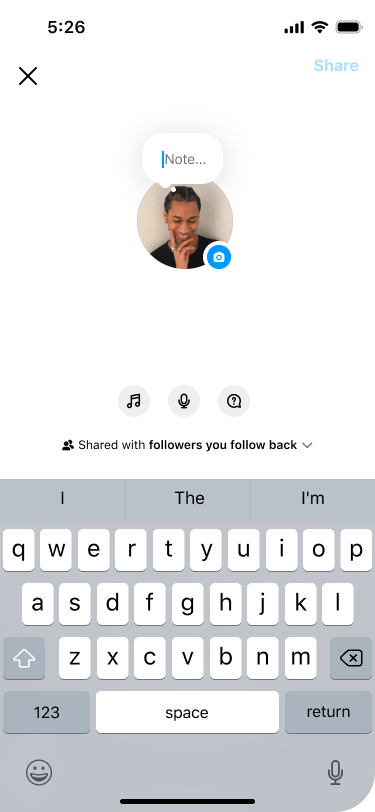 5:26
Share
Note...
Shared with followers you follow back
I The I'm
q w e r t y u i o p
a s d f g h j k l
z x c v b n m
123 space return